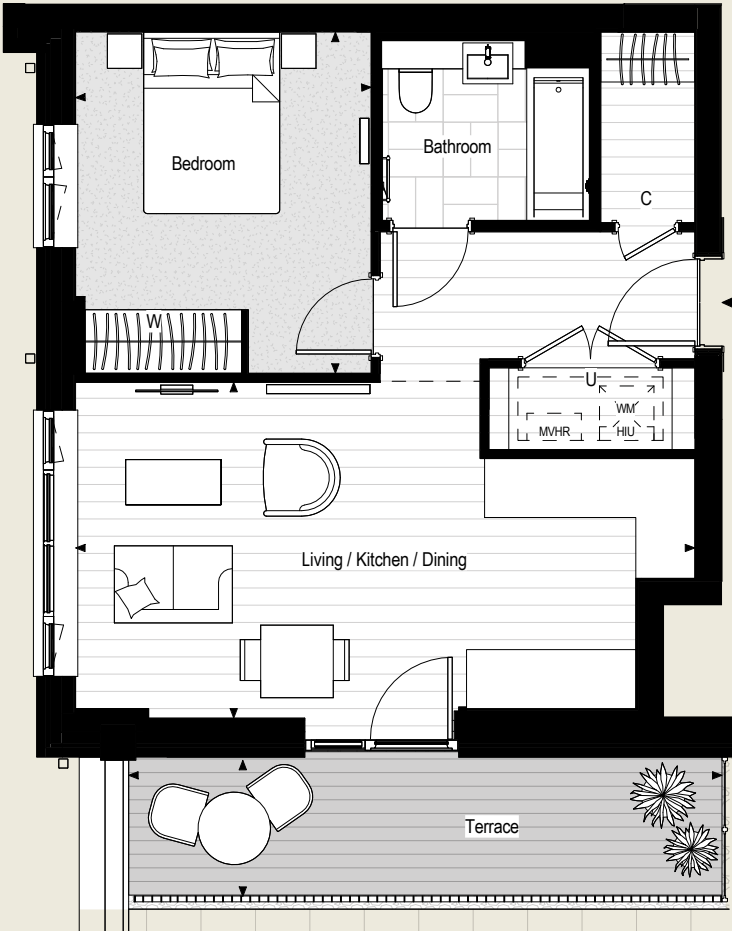 Bedroom
Bathroom
C
W
U
WM
MVHR
HIU
Living / Kitchen / Dining
Terrace